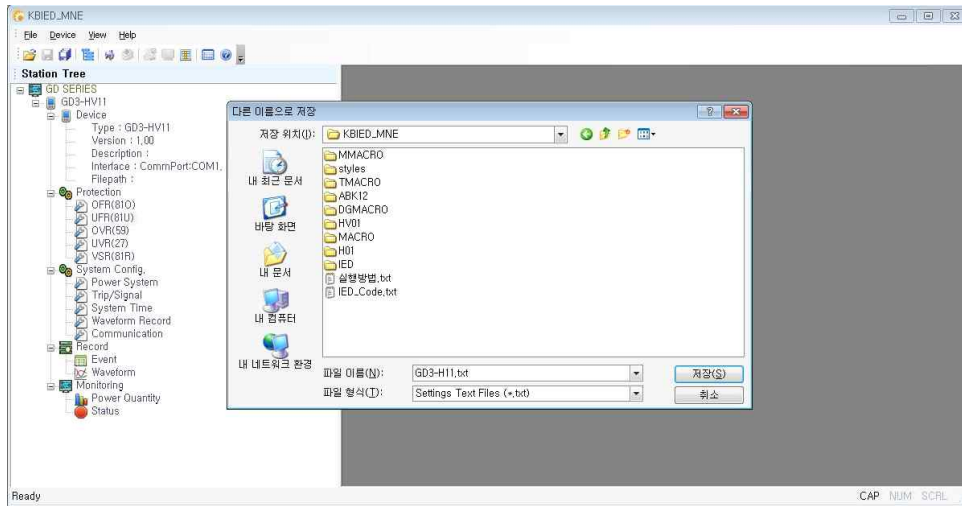 KBIED_MNE
File Device View Help
Station Tree
GD SERIES
GD3-HV11
Device
Type : GD3-HV11
Version : 1,00
Description :
Interface : CommPort:COM1,
Filepath :
Protection
OFR(81O)
UFR(81U)
OVR(59)
UVR(27)
VSR(81R)
System Config,
Power System
Trip/Signal
System Time
Waveform Record
Communication
Record
Event
Waveform
Monitoring
Power Quantity
Status
다른 이름으로 저장
저장 위치(I): KBIED_MNE
내 최근 문서
바탕 화면
내 문서
내 컴퓨터
내 네트워크 환경
MMACRO
styles
TMACRO
ABK12
DGMACRO
HV01
MACRO
H01
IED
실행방법,txt
IED_Code,txt
파일 이름(N): GD3-H11,txt 저장(S)
파일 형식(T): Settings Text Files (*,txt) 취소
Ready CAP NUM SCRL